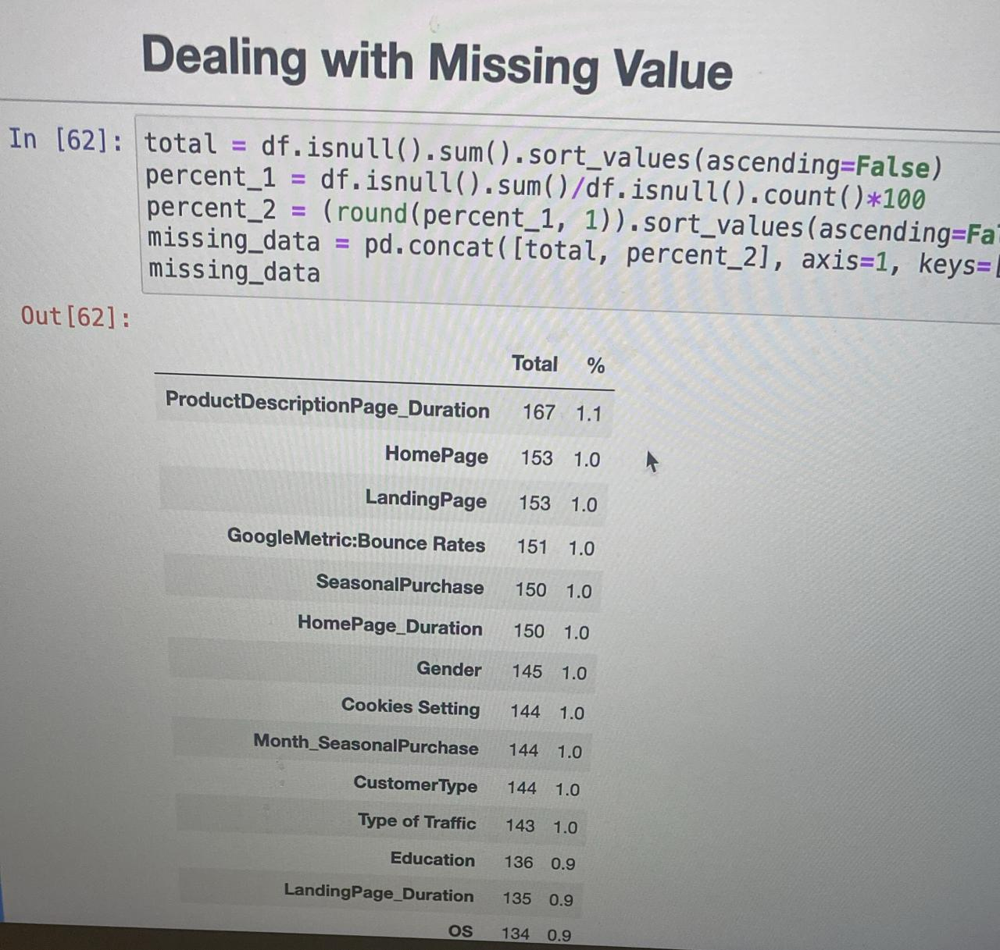 Dealing with Missing Value
In [62]: total = df.isnull().sum().sort_values(ascending=False)
percent_1 = df.isnull().sum()/df.isnull().count()*100
percent_2 = (round(percent_1, 1)).sort_values(ascending=Fal
missing_data = pd.concat([total, percent_2], axis=1, keys=[
missing_data
Out[62]:
Total %
ProductDescriptionPage_Duration 167 1.1
HomePage 153 1.0
LandingPage 153 1.0
GoogleMetric:Bounce Rates 151 1.0
SeasonalPurchase 150 1.0
HomePage_Duration 150 1.0
Gender 145 1.0
Cookies Setting 144 1.0
Month_SeasonalPurchase 144 1.0
CustomerType 144 1.0
Type of Traffic 143 1.0
Education 136 0.9
LandingPage_Duration 135 0.9
OS 134 0.9